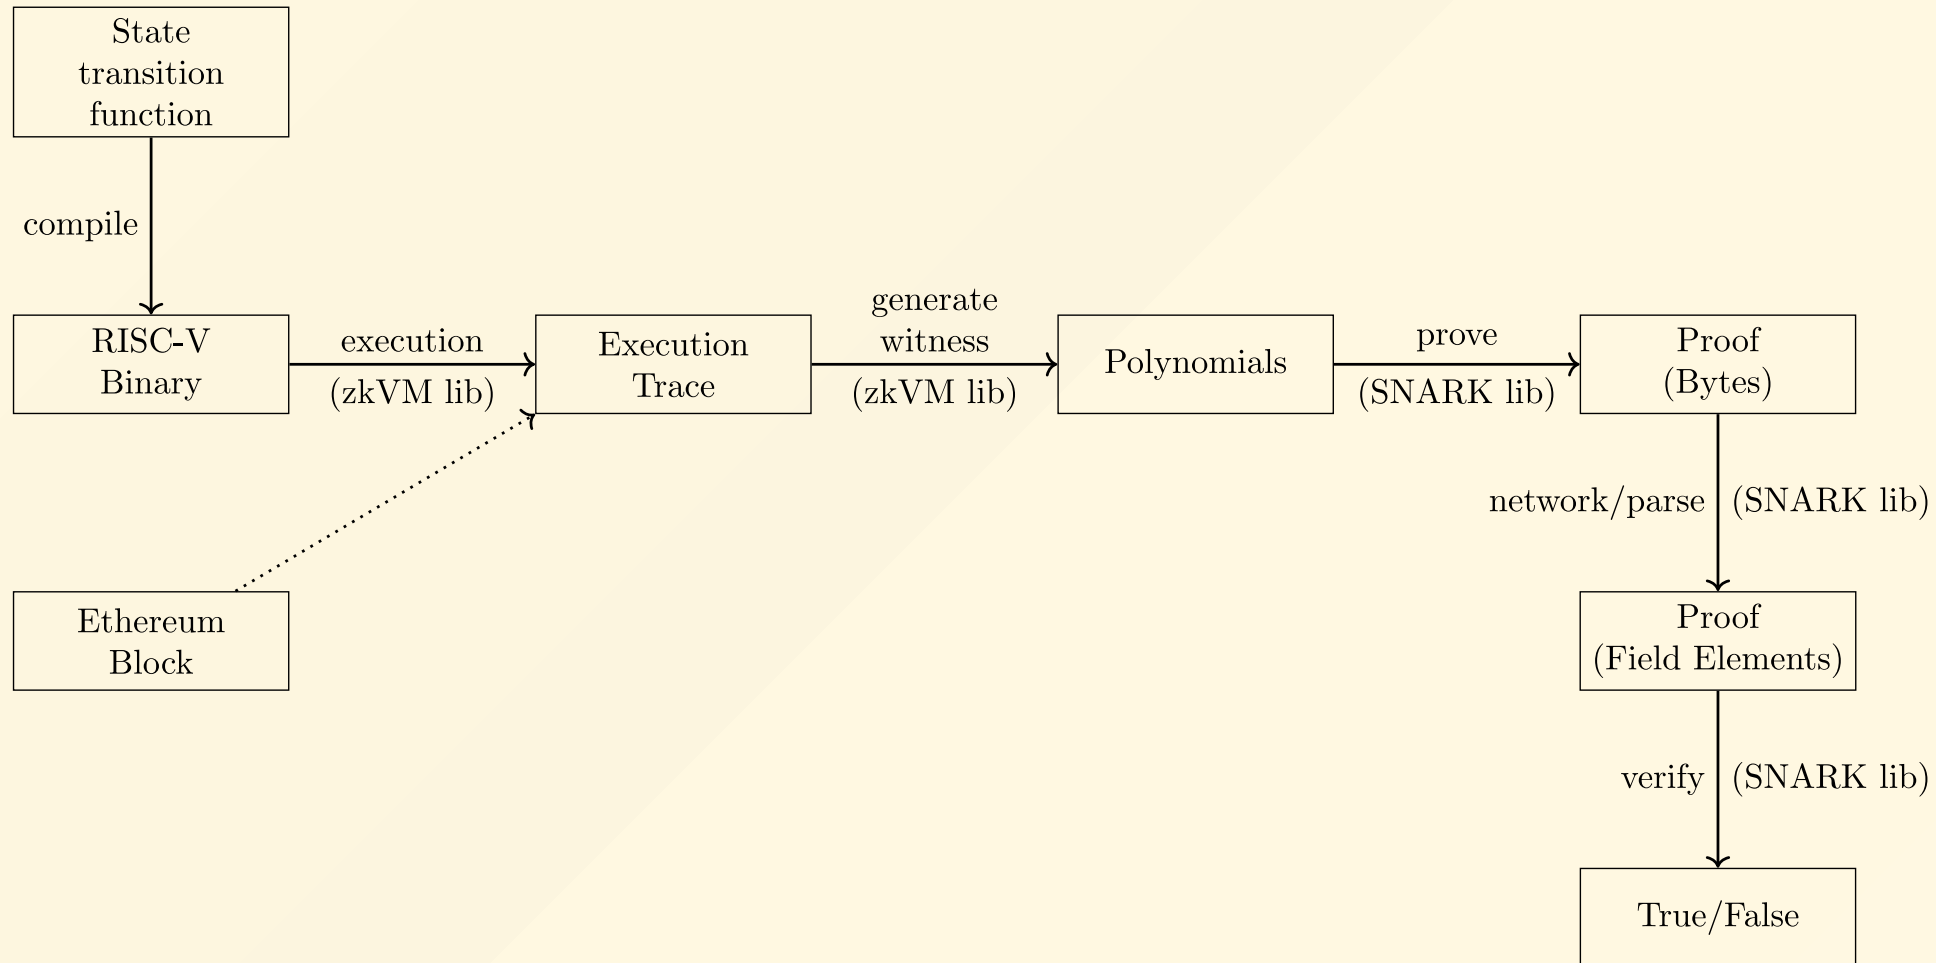 State
transition
function
compile
RISC-V
Binary
execution
(zkVM lib)
Execution
Trace
generate
witness
(zkVM lib)
Polynomials
prove
(SNARK lib)
Proof
(Bytes)
network/parse
(SNARK lib)
Ethereum
Block
Proof
(Field Elements)
verify
(SNARK lib)
True/False